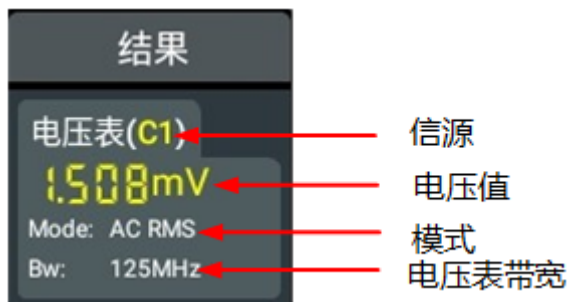 结果
电压表(C1)
信源
1.508mV
电压值
Mode: AC RMS
模式
Bw: 125MHz
电压表带宽